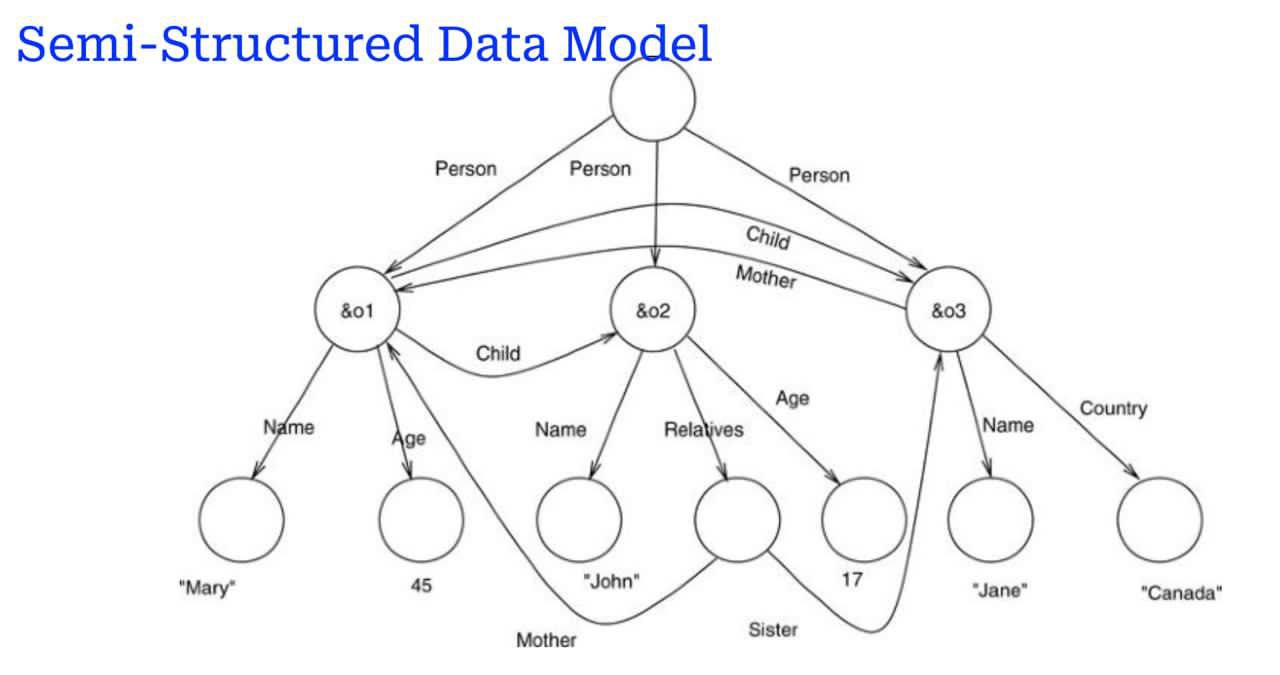 Semi-Structured Data Model
Person
Person
Person
Child
Mother
&o1
&o2
&o3
Child
Name
Age
Name
Relatives
Age
Name
Country
"Mary"
45
"John"
17
"Jane"
"Canada"
Mother
Sister